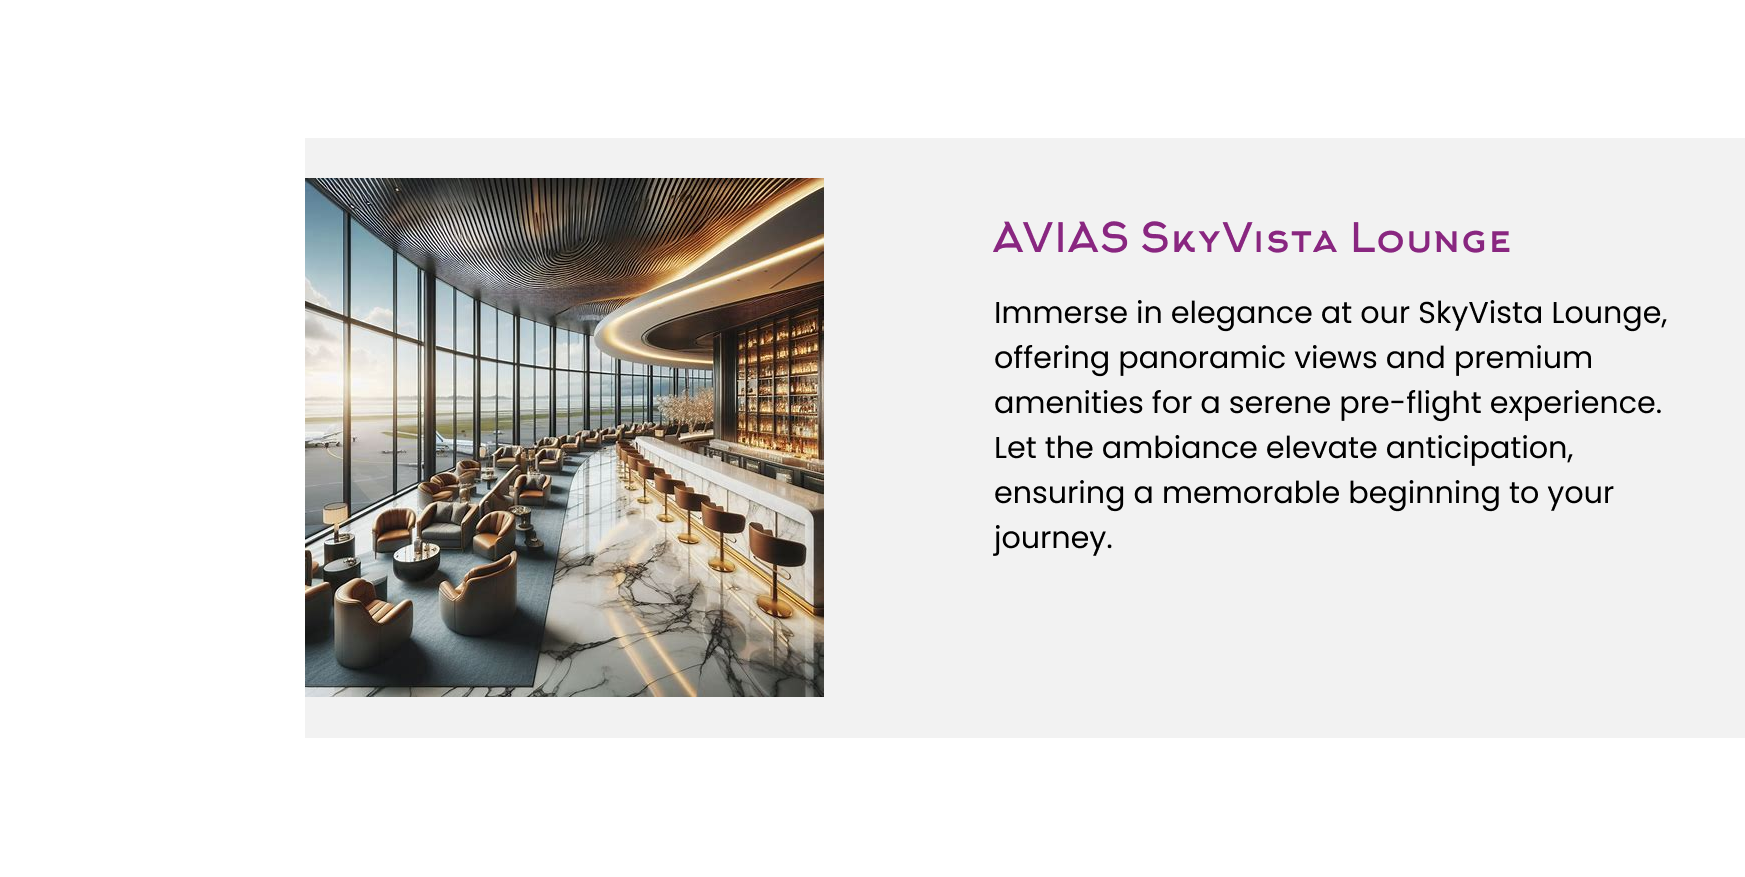 AVIAS SkyVista Lounge
Immerse in elegance at our SkyVista Lounge,
offering panoramic views and premium
amenities for a serene pre-flight experience.
Let the ambiance elevate anticipation,
ensuring a memorable beginning to your
journey.